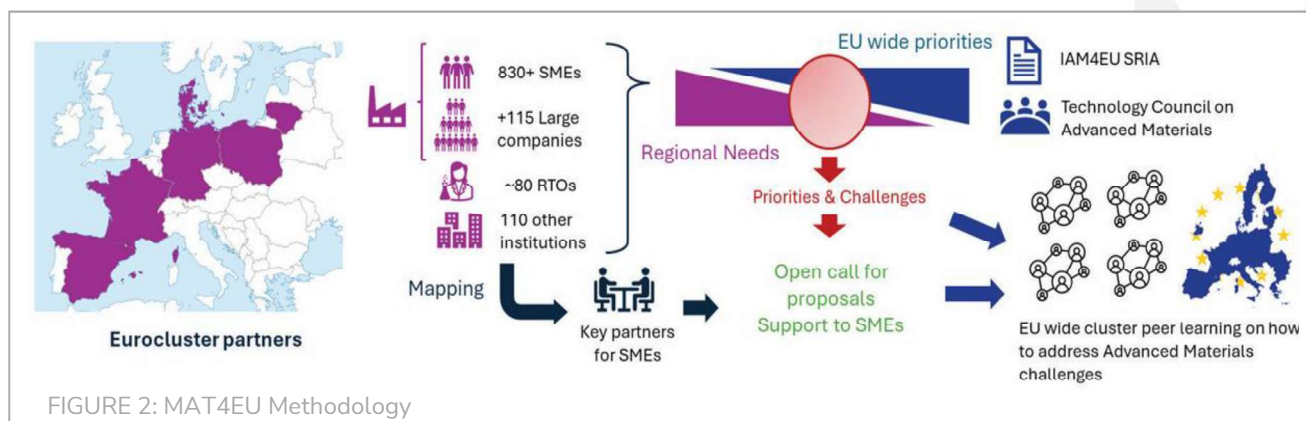 Eurocluster partners
830+ SMEs
+115 Large
companies
~80 RTOs
110 other
institutions
Mapping
Key partners
for SMEs
EU wide priorities
Regional Needs
Priorities & Challenges
Open call for
proposals
Support to SMEs
IAM4EU SRIA
Technology Council on
Advanced Materials
EU wide cluster peer learning on how
to address Advanced Materials
challenges
FIGURE 2: MAT4EU Methodology